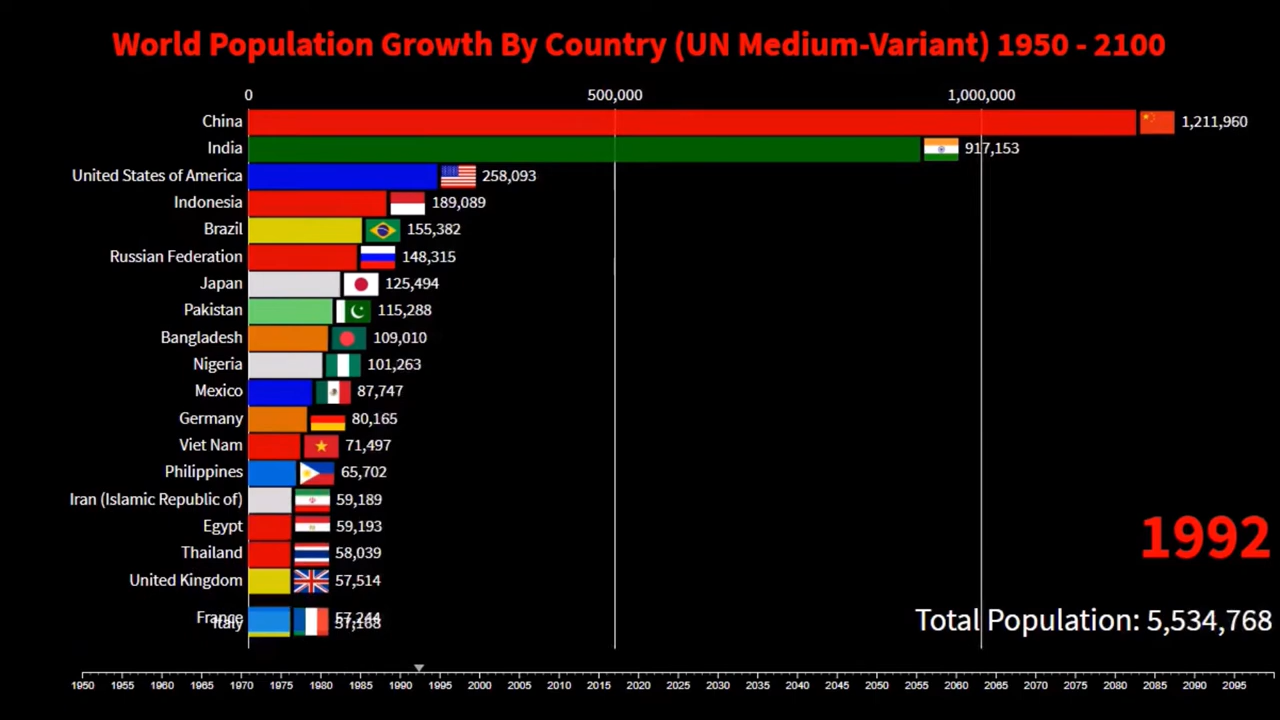 World Population Growth By Country (UN Medium-Variant) 1950 - 2100
0 500,000 1,000,000
China 1,211,960
India 917,153
United States of America 258,093
Indonesia 189,089
Brazil 155,382
Russian Federation 148,315
Japan 125,494
Pakistan 115,288
Bangladesh 109,010
Nigeria 101,263
Mexico 87,747
Germany 80,165
Viet Nam 71,497
Philippines 65,702
Iran (Islamic Republic of) 59,189
Egypt 59,193
Thailand 58,039
United Kingdom 57,514
France
Italy
1992
Total Population: 5,534,768
1950 1955 1960 1965 1970 1975 1980 1985 1990 1995 2000 2005 2010 2015 2020 2025 2030 2035 2040 2045 2050 2055 2060 2065 2070 2075 2080 2085 2090 2095